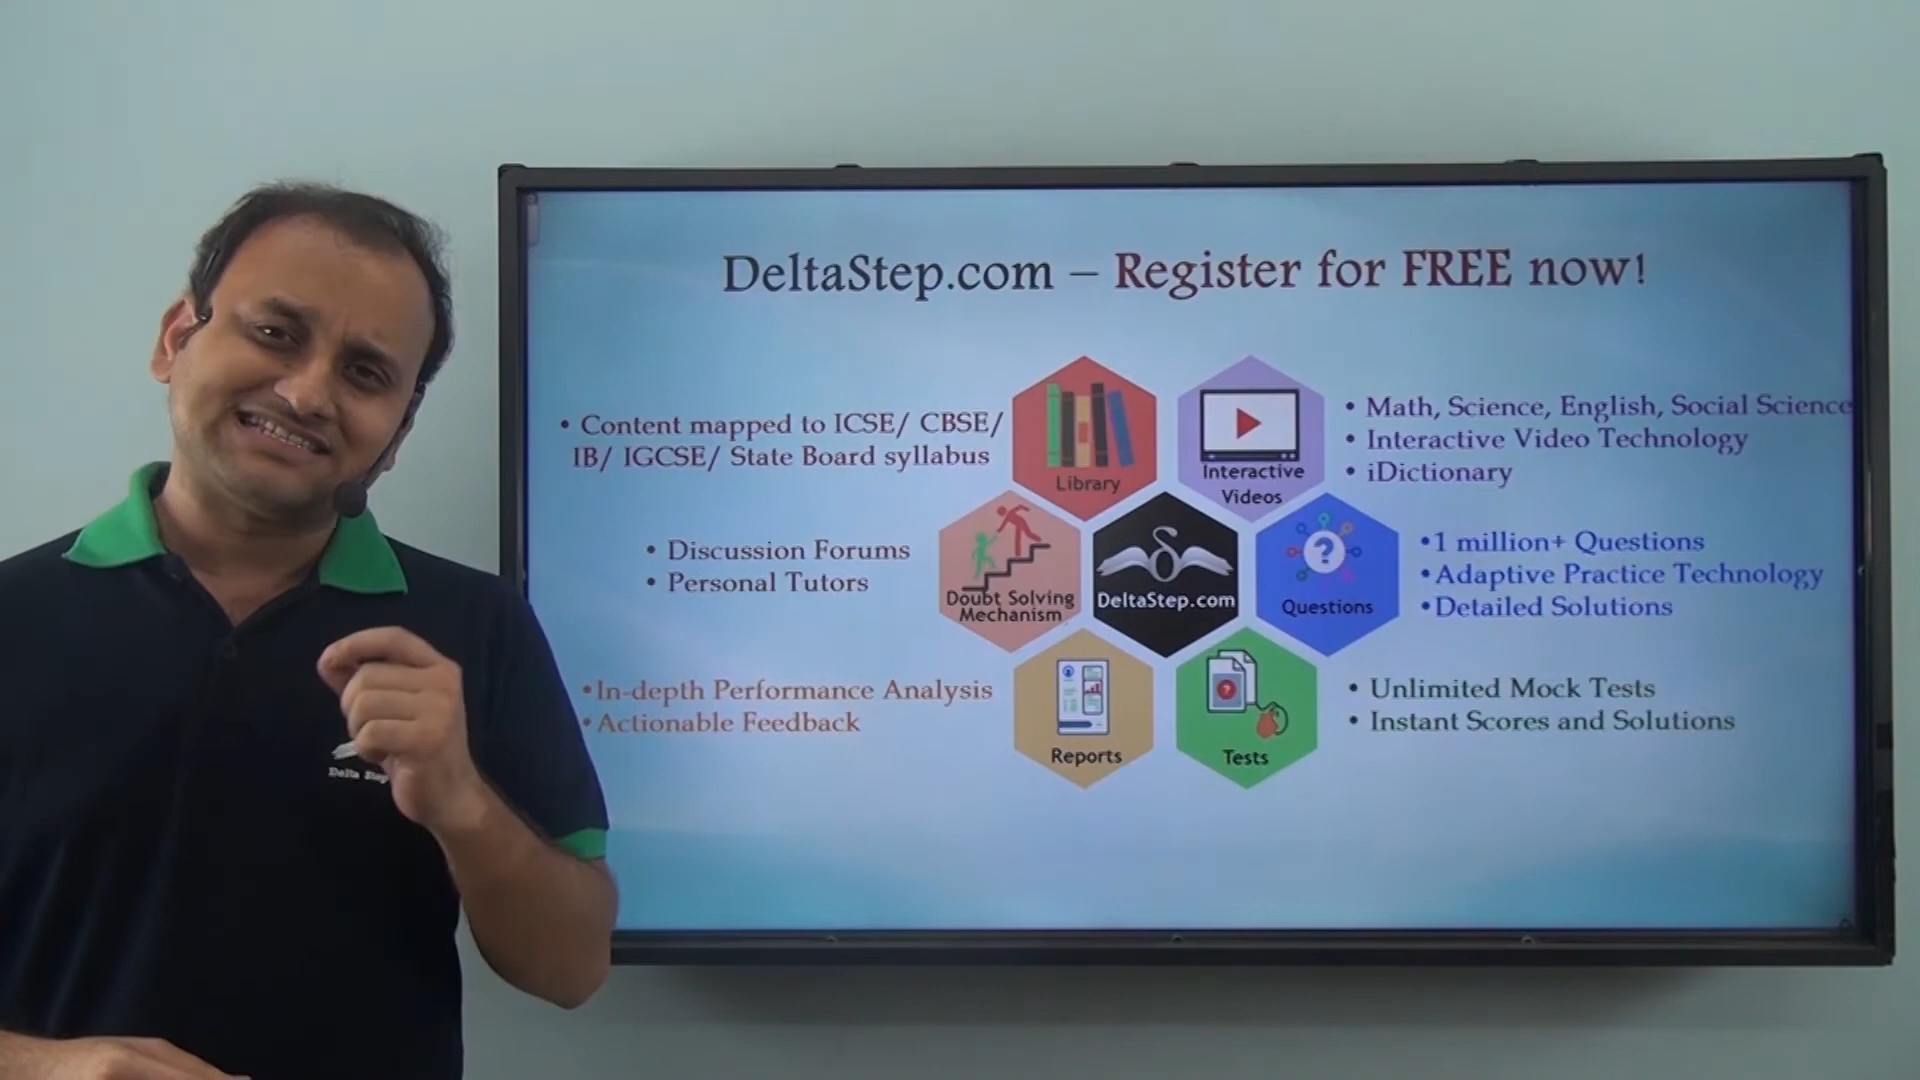 DeltaStep.com – Register for FREE now!
• Content mapped to ICSE/ CBSE/
IB/ IGCSE/ State Board syllabus
Library
Interactive
Videos
• Math, Science, English, Social Science
• Interactive Video Technology
• iDictionary
• Discussion Forums
• Personal Tutors
Doubt Solving
Mechanism
δ
DeltaStep.com
?
Questions
•1 million+ Questions
•Adaptive Practice Technology
•Detailed Solutions
•In-depth Performance Analysis
•Actionable Feedback
Reports
?
Tests
• Unlimited Mock Tests
• Instant Scores and Solutions
Delta Step